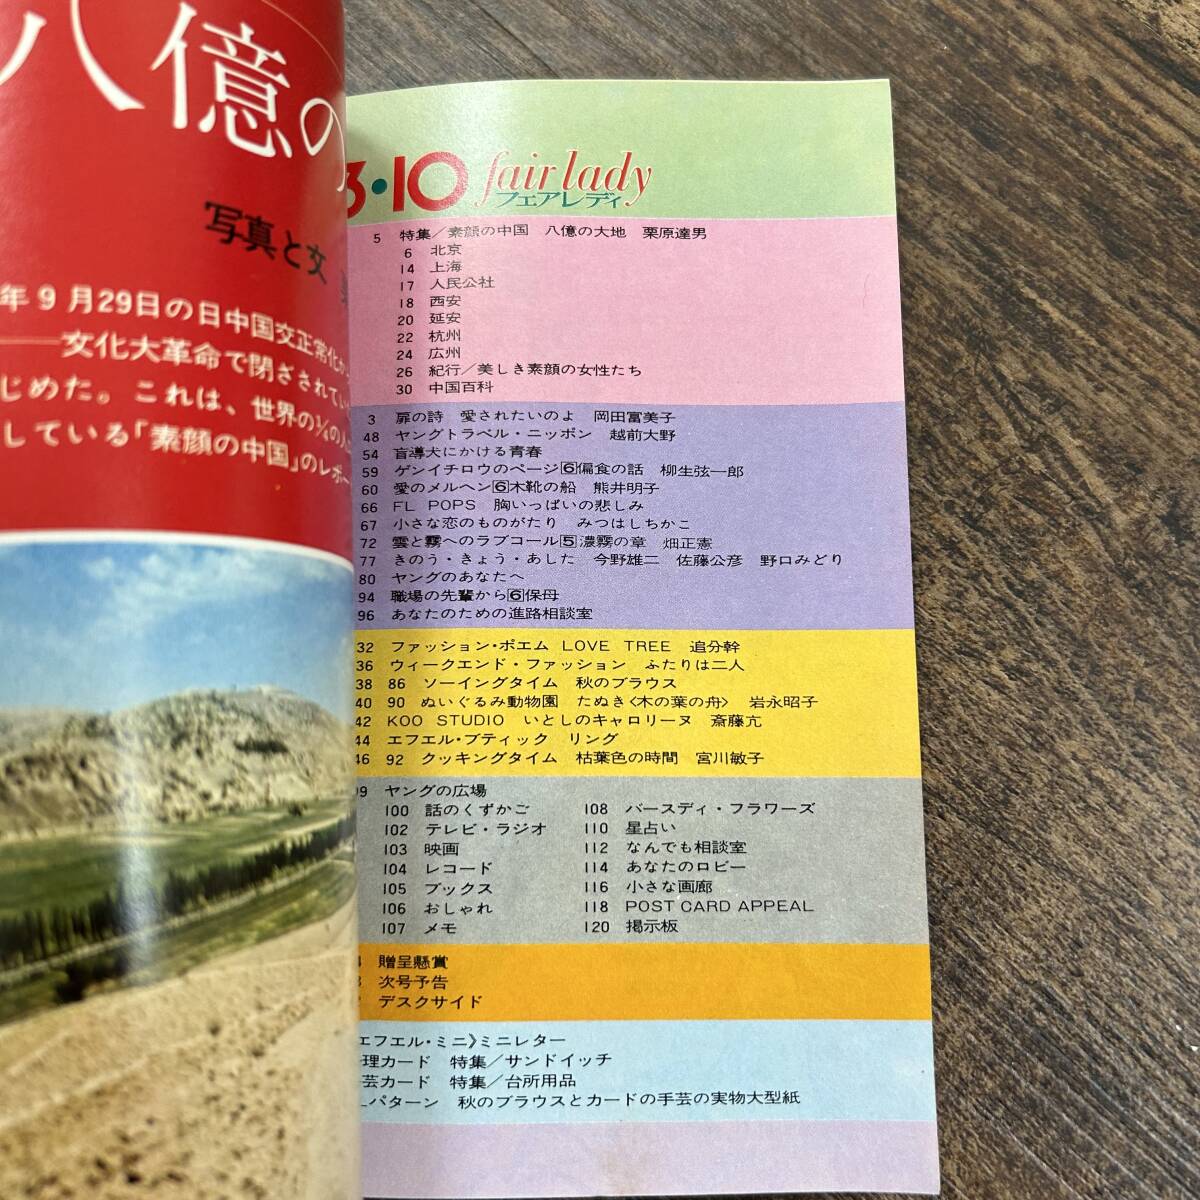 八億の
写真と文
年9月29日の日中国交正常化か
──文化大革命で閉ざされてい
じめた。これは、世界の¼の人
している「素顔の中国」のレポー
3・10 fair lady
フェアレディ
5 特集/素顔の中国 八億の大地 栗原達男
6 北京
14 上海
17 人民公社
18 西安
20 延安
22 杭州
24 広州
26 紀行/美しき素顔の女性たち
30 中国百科
3 扉の詩 愛されたいのよ 岡田冨美子
48 ヤングトラベル・ニッポン 越前大野
54 盲導犬にかける青春
59 ゲンイチロウのページ6偏食の話 柳生弦一郎
60 愛のメルヘン6木靴の船 熊井明子
66 FL POPS 胸いっぱいの悲しみ
67 小さな恋のものがたり みつはしちかこ
72 雲と霧へのラブコール5濃霧の章 畑正憲
77 きのう・きょう・あした 今野雄二 佐藤公彦 野口みどり
80 ヤングのあなたへ
94 職場の先輩から6保母
96 あなたのための進路相談室
32 ファッション・ポエム LOVE TREE 追分幹
36 ウィークエンド・ファッション ふたりは二人
38 86 ソーイングタイム 秋のブラウス
40 90 ぬいぐるみ動物園 たぬき〈木の葉の舟〉 岩永昭子
42 KOO STUDIO いとしのキャロリーヌ 斎藤亢
44 エフエル・ブティック リング
46 92 クッキングタイム 枯葉色の時間 宮川敏子
99 ヤングの広場
100 話のくずかご
102 テレビ・ラジオ
103 映画
104 レコード
105 ブックス
106 おしゃれ
107 メモ
108 バースディ・フラワーズ
110 星占い
112 なんでも相談室
114 あなたのロビー
116 小さな画廊
118 POST CARD APPEAL
120 掲示板
贈呈懸賞
次号予告
デスクサイド
エフエル・ミニ》ミニレター
理カード 特集/サンドイッチ
芸カード 特集/台所用品
パターン 秋のブラウスとカードの手芸の実物大型紙